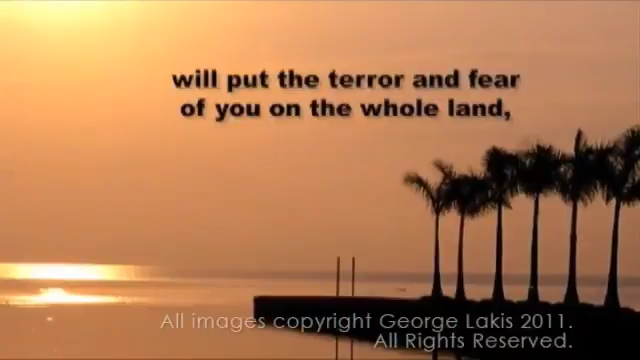 will put the terror and fear
of you on the whole land,
All images copyright George Lakis 2011.
All Rights Reserved.